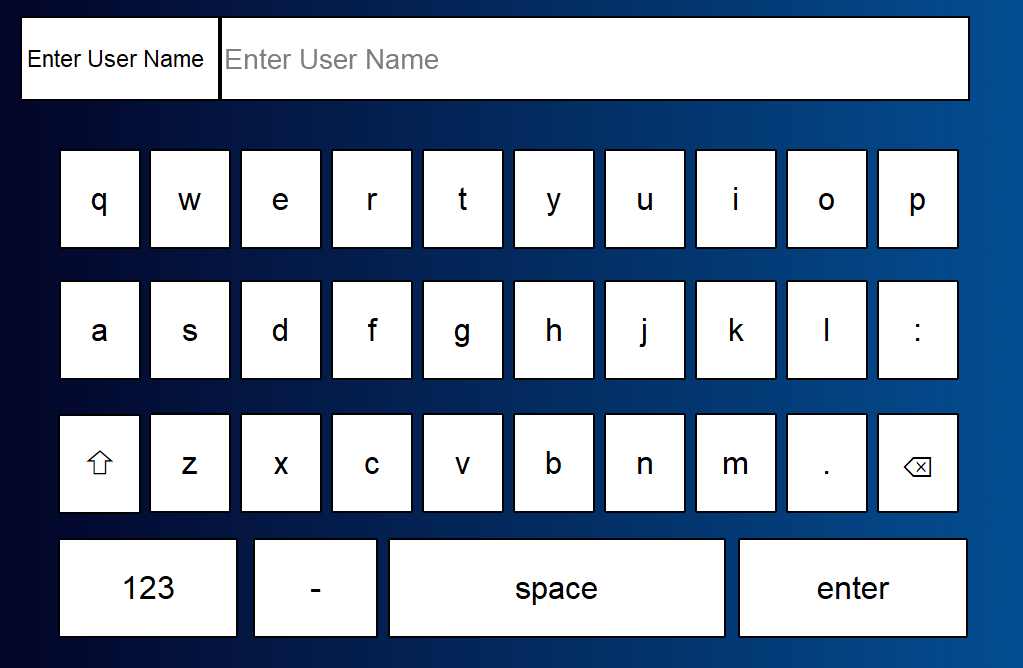 Enter User Name Enter User Name
q w e r t y u i o p
a s d f g h j k l :
⇧ z x c v b n m . ⌫
123 - space enter